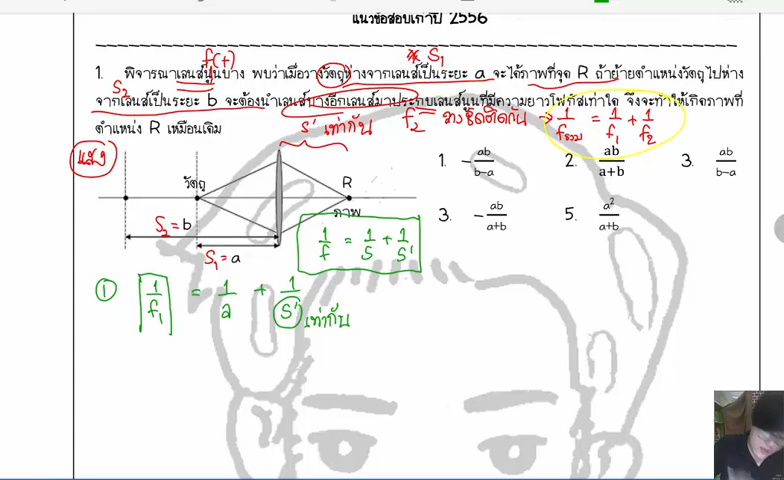 แนวข้อสอบเก่าปี 2556
f(+)
S₁
1. พิจารณาเลนส์นูนบาง พบว่าเมื่อวางวัตถุห่างจากเลนส์เป็นระยะ a จะได้ภาพที่จุด R ถ้าย้ายตำแหน่งวัตถุไปห่าง
S₂
จากเลนส์เป็นระยะ b จะต้องนำเลนส์บางอีกเลนส์มาประกบเลนส์นูนที่มีความยาวโฟกัสเท่าใด จึงจะทำให้เกิดภาพที่
ตำแหน่ง R เหมือนเดิม
S' เท่ากัน
f₂
1/fรวม = 1/f₁ + 1/f₂
แสง
วัตถุ
R
ภาพ
S₂ = b
S₁ = a
1/f = 1/S + 1/S'
1. -ab/(b-a)
2. ab/(a+b)
3. ab/(b-a)
3. -ab/(a+b)
5. a²/(a+b)
① 1/f₁ = 1/a + 1/S' เท่ากัน